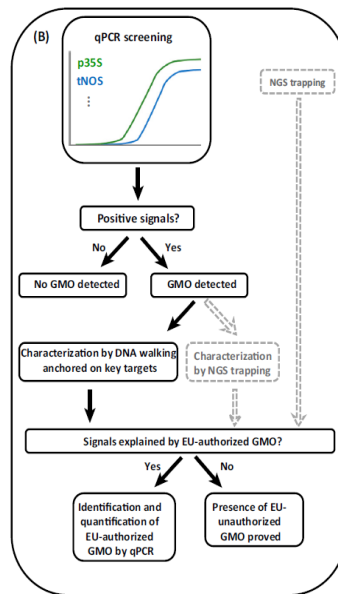 (B)
qPCR screening
p35S
tNOS
⋮
NGS trapping
Positive signals?
No
Yes
No GMO detected
GMO detected
Characterization by DNA walking
anchored on key targets
Characterization
by NGS trapping
Signals explained by EU-authorized GMO?
Yes
No
Identification and
quantification of
EU-authorized
GMO by qPCR
Presence of EU-
unauthorized
GMO proved